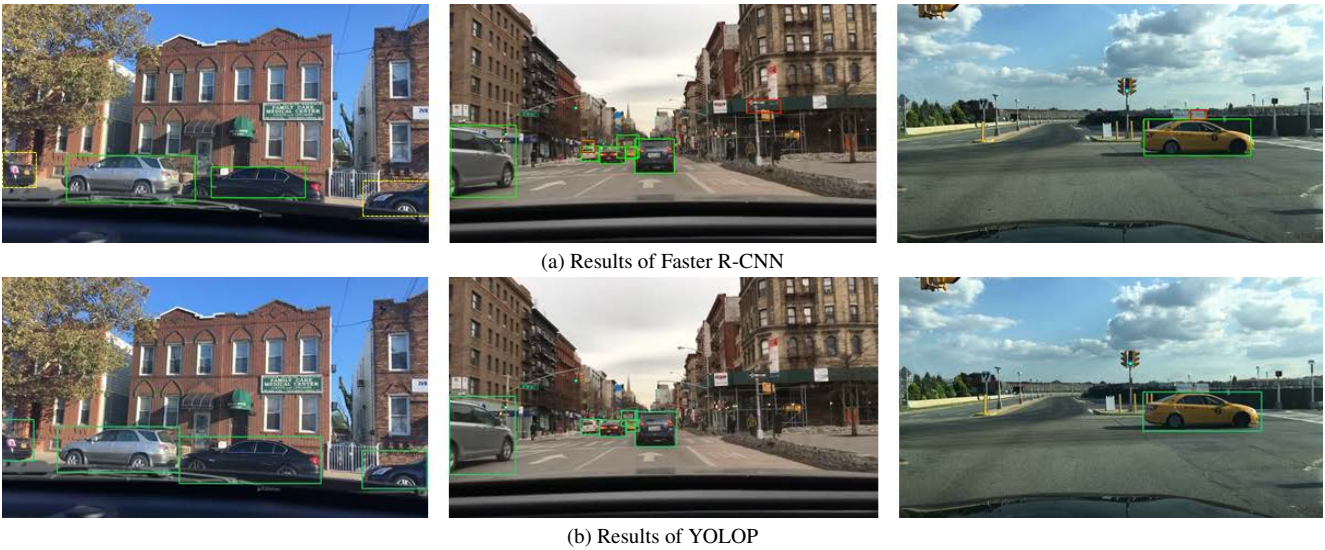 FAMILY CARE
MEDICAL CENTER
(a) Results of Faster R-CNN
FAMILY CARE
MEDICAL CENTER
(b) Results of YOLOP